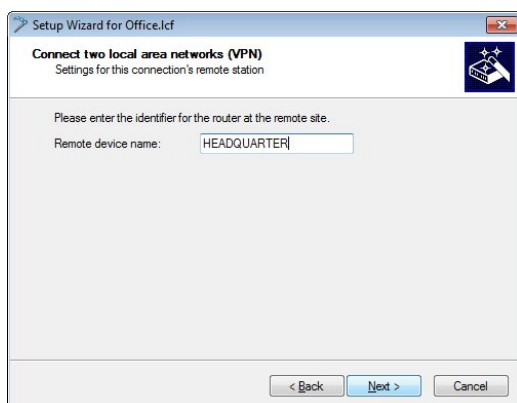 Setup Wizard for Office.lcf
Connect two local area networks (VPN)
Settings for this connection's remote station
Please enter the identifier for the router at the remote site.
Remote device name: HEADQUARTER
< Back Next > Cancel